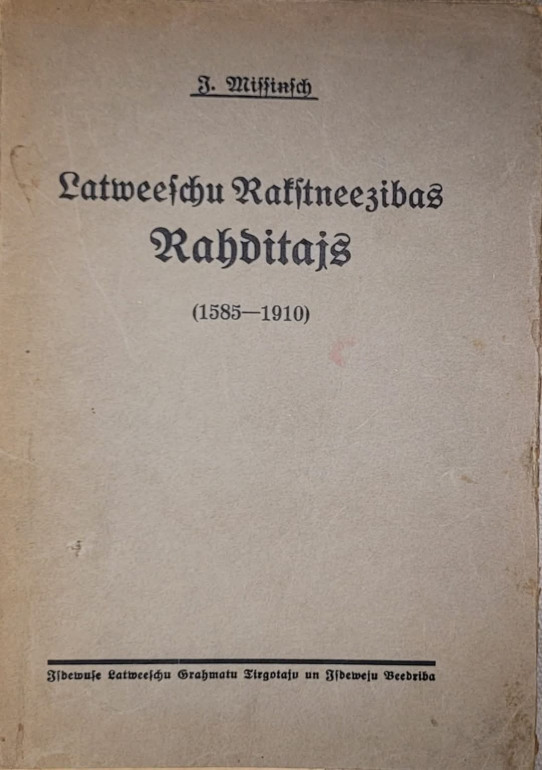 J. Missinsch
Latweeschu Rakstneezibas
Rahditajs
(1585—1910)
Isdewuse Latweeschu Grahmatu Tirgotaju un Isdeweju Beedriba